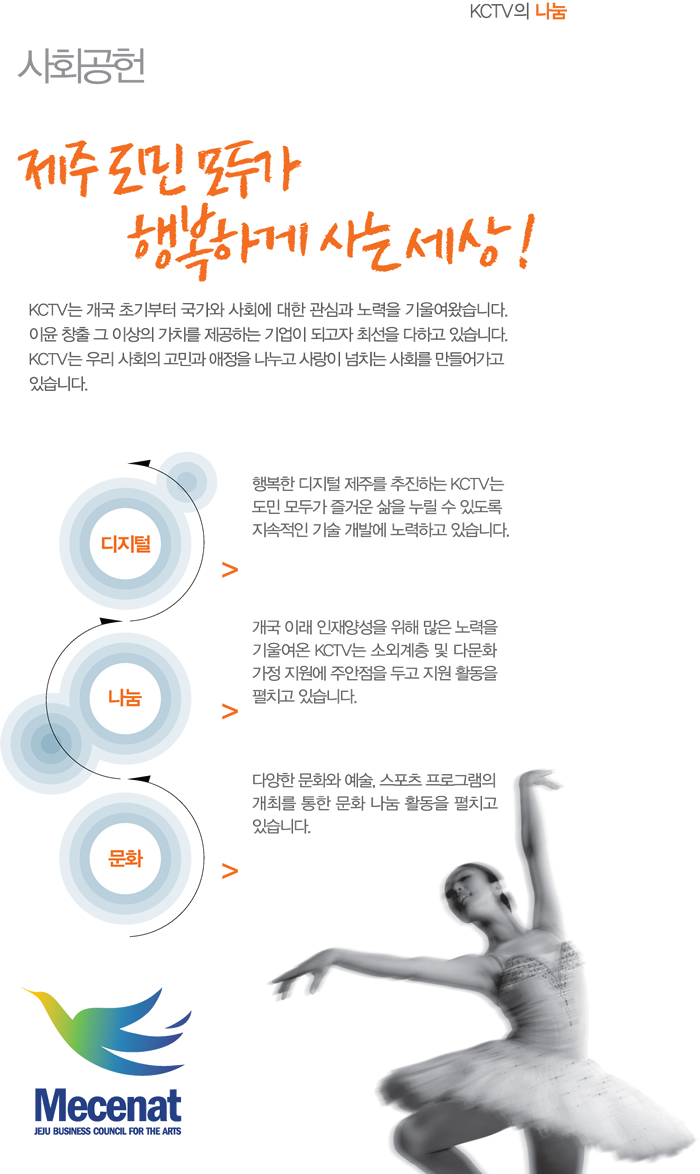 KCTV의 나눔
사회공헌
제주 도민 모두가
행복하게 사는 세상!
KCTV는 개국 초기부터 국가와 사회에 대한 관심과 노력을 기울여왔습니다.
이윤 창출 그 이상의 가치를 제공하는 기업이 되고자 최선을 다하고 있습니다.
KCTV는 우리 사회의 고민과 애정을 나누고 사랑이 넘치는 사회를 만들어가고
있습니다.
디지털
>
행복한 디지털 제주를 추진하는 KCTV는
도민 모두가 즐거운 삶을 누릴 수 있도록
지속적인 기술 개발에 노력하고 있습니다.
나눔
>
개국 이래 인재양성을 위해 많은 노력을
기울여온 KCTV는 소외계층 및 다문화
가정 지원에 주안점을 두고 지원 활동을
펼치고 있습니다.
문화
>
다양한 문화와 예술, 스포츠 프로그램의
개최를 통한 문화 나눔 활동을 펼치고
있습니다.
Mecenat
JEJU BUSINESS COUNCIL FOR THE ARTS